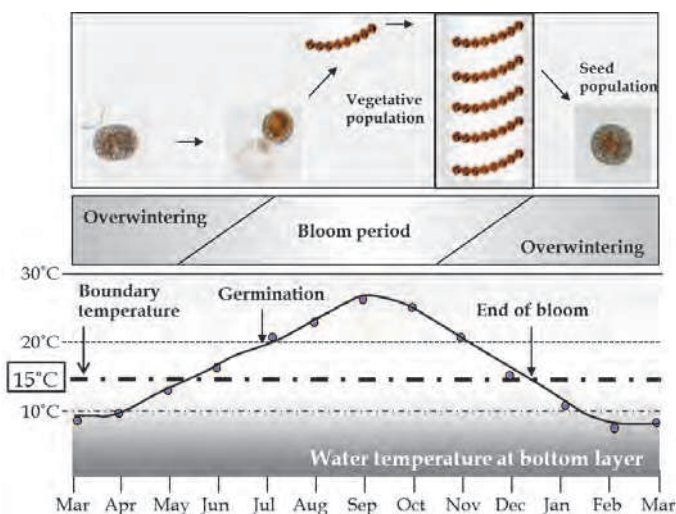 Vegetative
population
Seed
population
Overwintering
Bloom period
Overwintering
30°C
Boundary
temperature
Germination
End of bloom
20°C
15°C
10°C
Water temperature at bottom layer
Mar Apr May Jun Jul Aug Sep Oct Nov Dec Jan Feb Mar